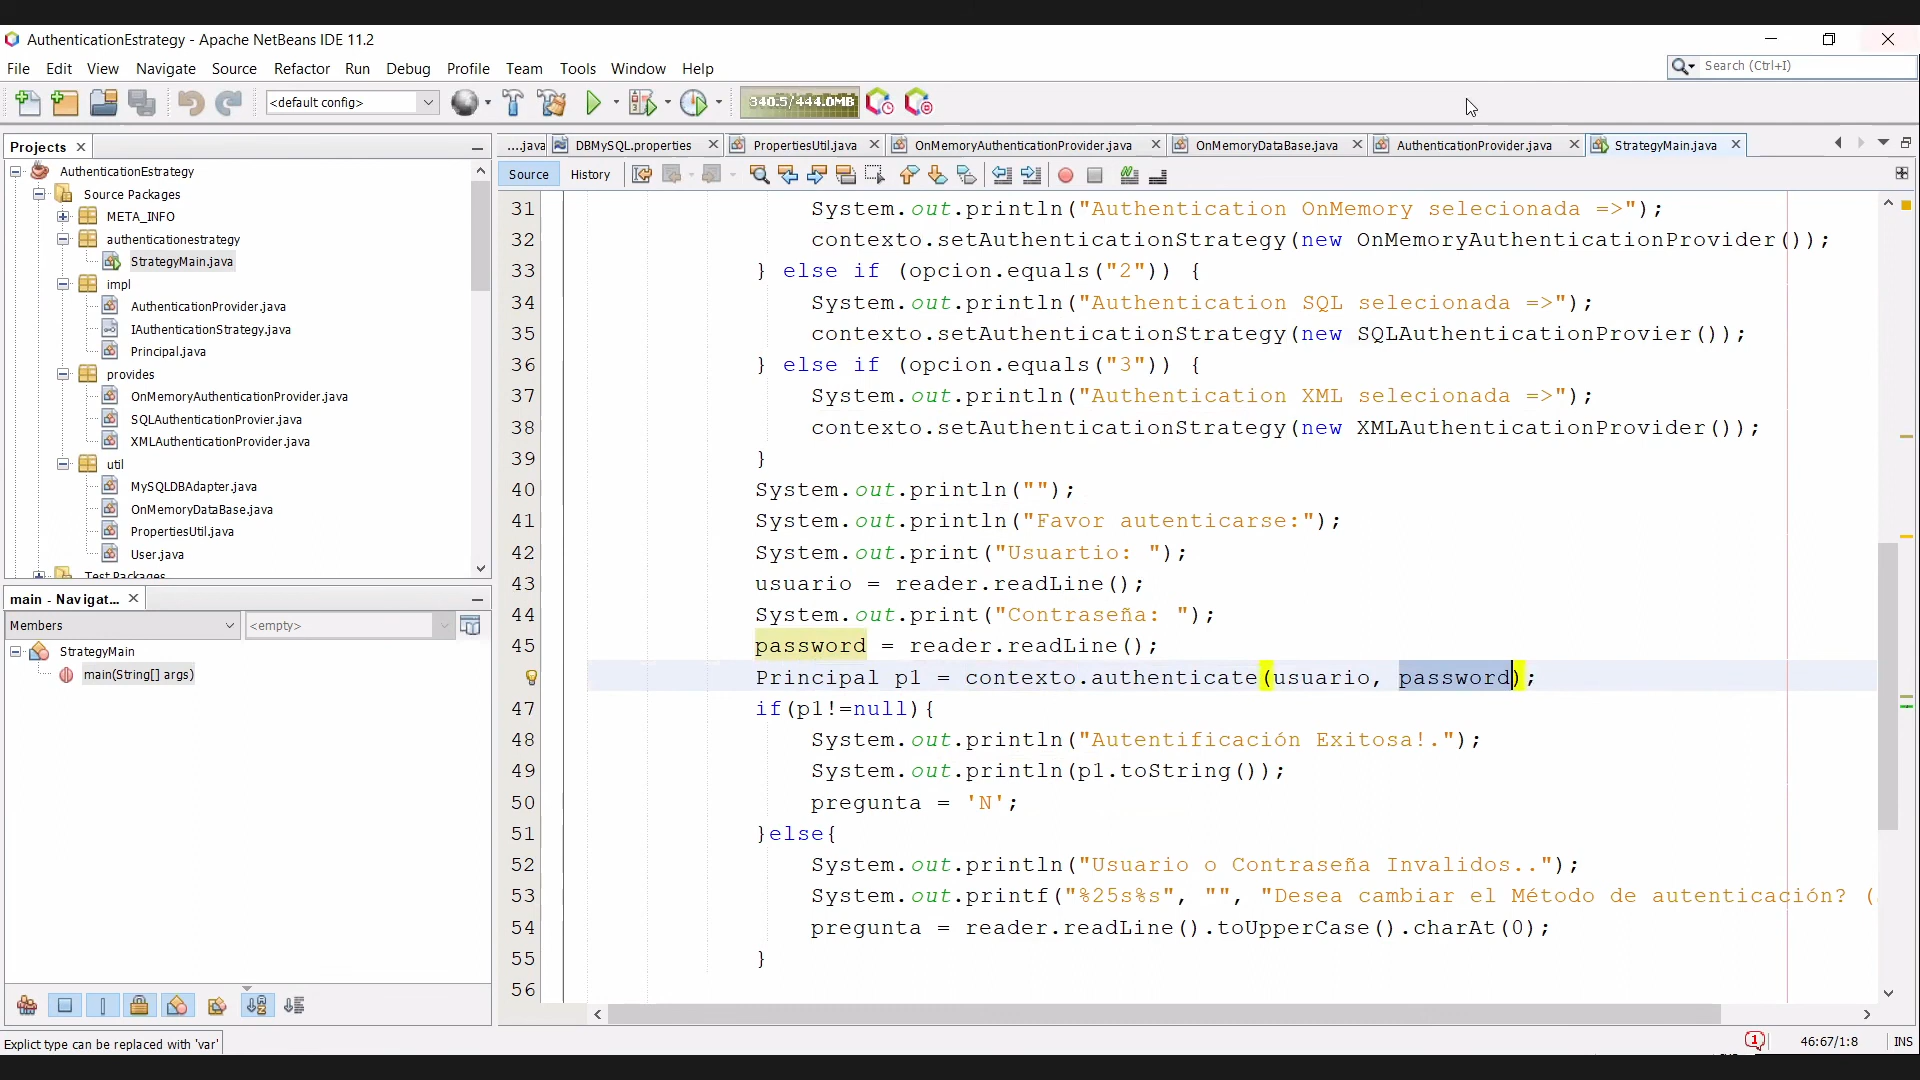 AuthenticationEstrategy - Apache NetBeans IDE 11.2
File Edit View Navigate Source Refactor Run Debug Profile Team Tools Window Help
Search (Ctrl+I)
<default config>
340.5/444.0MB
Projects
....java
DBMySQL.properties
PropertiesUtil.java
OnMemoryAuthenticationProvider.java
OnMemoryDataBase.java
AuthenticationProvider.java
StrategyMain.java
Source
History
AuthenticationEstrategy
Source Packages
META_INFO
authenticationestrategy
StrategyMain.java
impl
AuthenticationProvider.java
IAuthenticationStrategy.java
Principal.java
provides
OnMemoryAuthenticationProvider.java
SQLAuthenticationProvier.java
XMLAuthenticationProvider.java
util
MySQLDBAdapter.java
OnMemoryDataBase.java
PropertiesUtil.java
User.java
Test Packages
main - Navigat...
Members
<empty>
StrategyMain
main(String[] args)
31 System.out.println("Authentication OnMemory selecionada =>");
32 contexto.setAuthenticationStrategy(new OnMemoryAuthenticationProvider());
33 } else if (opcion.equals("2")) {
34 System.out.println("Authentication SQL selecionada =>");
35 contexto.setAuthenticationStrategy(new SQLAuthenticationProvier());
36 } else if (opcion.equals("3")) {
37 System.out.println("Authentication XML selecionada =>");
38 contexto.setAuthenticationStrategy(new XMLAuthenticationProvider());
39 }
40 System.out.println("");
41 System.out.println("Favor autenticarse:");
42 System.out.print("Usuartio: ");
43 usuario = reader.readLine();
44 System.out.print("Contraseña: ");
45 password = reader.readLine();
Principal p1 = contexto.authenticate(usuario, password);
47 if(p1!=null){
48 System.out.println("Autentificación Exitosa!.");
49 System.out.println(p1.toString());
50 pregunta = 'N';
51 }else{
52 System.out.println("Usuario o Contraseña Invalidos..");
53 System.out.printf("%25s%s", "", "Desea cambiar el Método de autenticación? (
54 pregunta = reader.readLine().toUpperCase().charAt(0);
55 }
56
Explict type can be replaced with 'var'
1
46:67/1:8
INS